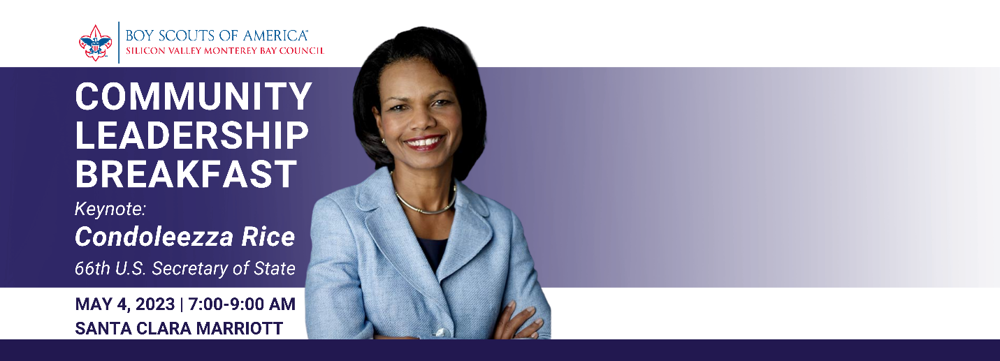 BOY SCOUTS OF AMERICA®
SILICON VALLEY MONTEREY BAY COUNCIL
COMMUNITY
LEADERSHIP
BREAKFAST
Keynote:
Condoleezza Rice
66th U.S. Secretary of State
MAY 4, 2023 | 7:00-9:00 AM
SANTA CLARA MARRIOTT